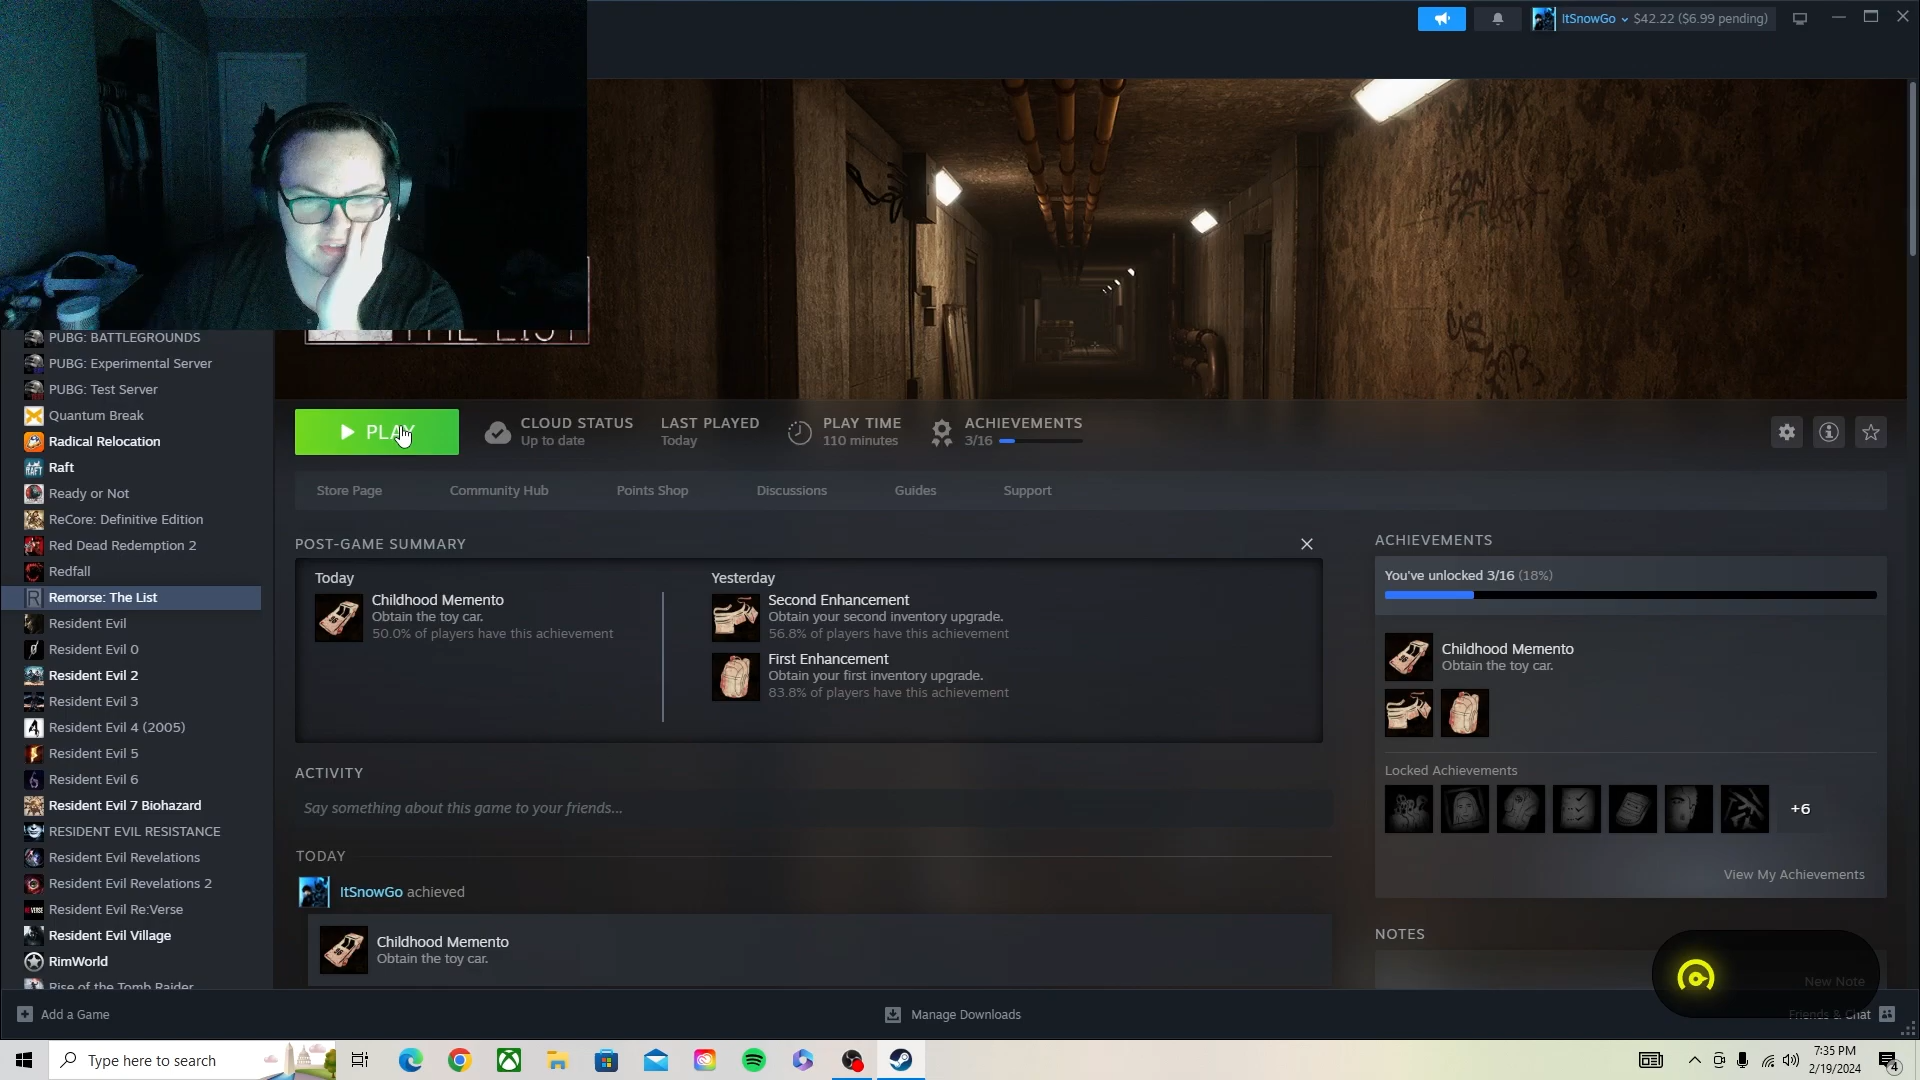 ItSnowGo $42.22 ($6.99 pending)
THE LIST
PUBG: BATTLEGROUNDS
PUBG: Experimental Server
PUBG: Test Server
Quantum Break
Radical Relocation
Raft
Ready or Not
ReCore: Definitive Edition
Red Dead Redemption 2
Redfall
Remorse: The List
Resident Evil
Resident Evil 0
Resident Evil 2
Resident Evil 3
Resident Evil 4 (2005)
Resident Evil 5
Resident Evil 6
Resident Evil 7 Biohazard
RESIDENT EVIL RESISTANCE
Resident Evil Revelations
Resident Evil Revelations 2
Resident Evil Re:Verse
Resident Evil Village
RimWorld
Rise of the Tomb Raider
PLAY
CLOUD STATUS
Up to date
LAST PLAYED
Today
PLAY TIME
110 minutes
ACHIEVEMENTS
3/16
Store Page Community Hub Points Shop Discussions Guides Support
POST-GAME SUMMARY
Today
Childhood Memento
Obtain the toy car.
50.0% of players have this achievement
Yesterday
Second Enhancement
Obtain your second inventory upgrade.
56.8% of players have this achievement
First Enhancement
Obtain your first inventory upgrade.
83.8% of players have this achievement
ACTIVITY
Say something about this game to your friends...
TODAY
ItSnowGo achieved
Childhood Memento
Obtain the toy car.
ACHIEVEMENTS
You've unlocked 3/16 (18%)
Childhood Memento
Obtain the toy car.
Locked Achievements
+6
View My Achievements
NOTES
New Note
Add a Game
Manage Downloads
Friends & Chat
Type here to search
7:35 PM
2/19/2024
4